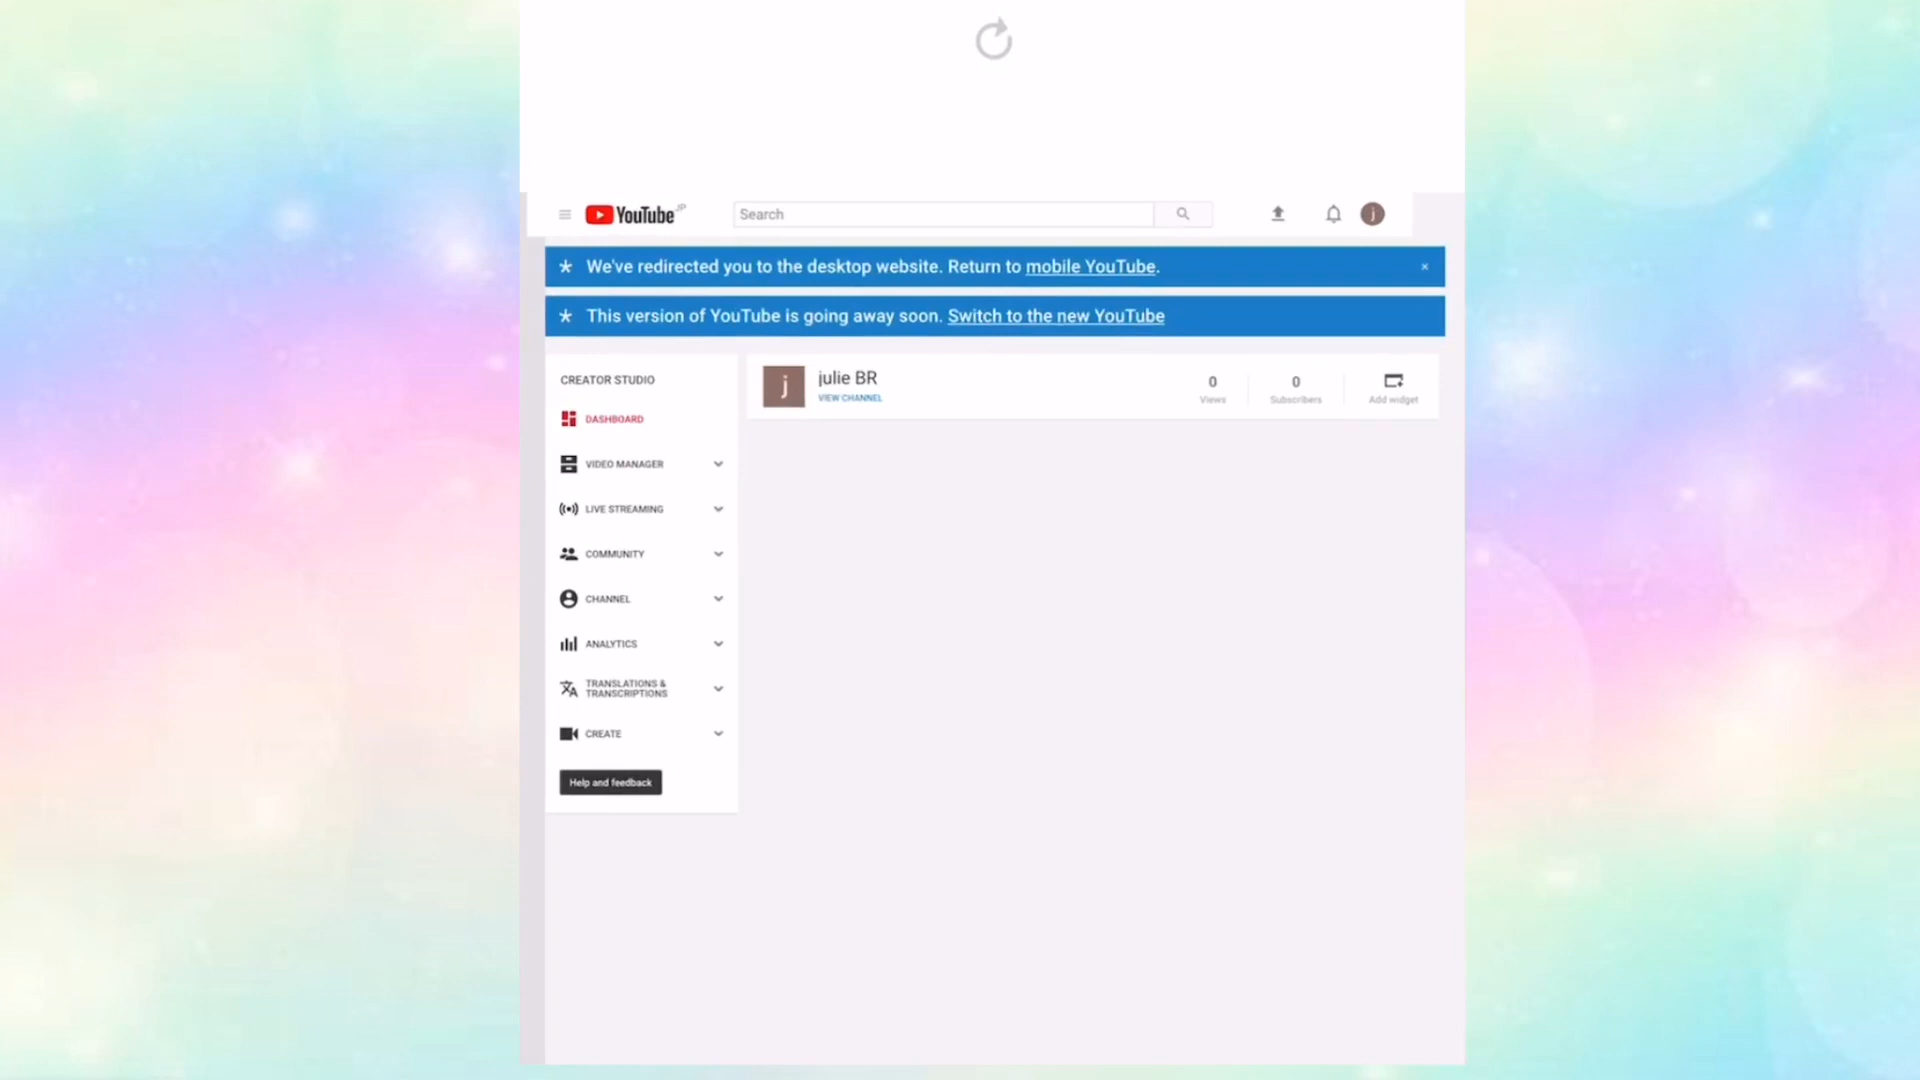 YouTube JP
Search
j
We've redirected you to the desktop website. Return to mobile YouTube.
×
This version of YouTube is going away soon. Switch to the new YouTube
CREATOR STUDIO
DASHBOARD
VIDEO MANAGER
LIVE STREAMING
COMMUNITY
CHANNEL
ANALYTICS
TRANSLATIONS &
TRANSCRIPTIONS
CREATE
Help and feedback
j
julie BR
VIEW CHANNEL
0
Views
0
Subscribers
Add widget